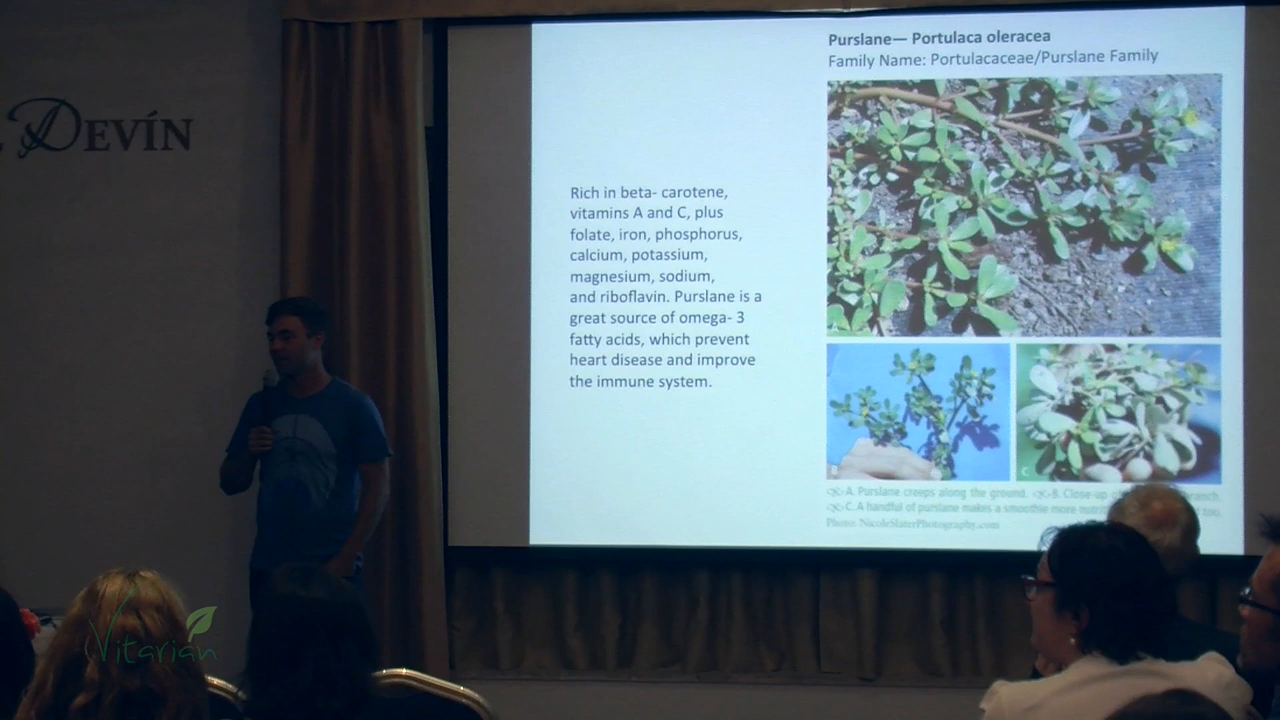 Devín
Purslane— Portulaca oleracea
Family Name: Portulacaceae/Purslane Family
Rich in beta- carotene,
vitamins A and C, plus
folate, iron, phosphorus,
calcium, potassium,
magnesium, sodium,
and riboflavin. Purslane is a
great source of omega- 3
fatty acids, which prevent
heart disease and improve
the immune system.
B
C
A. Purslane creeps along the ground. B. Close-up of branch.
C. A handful of purslane makes a smoothie more too.
Photo: NicoleSlaterPhotography.com
Vitarian